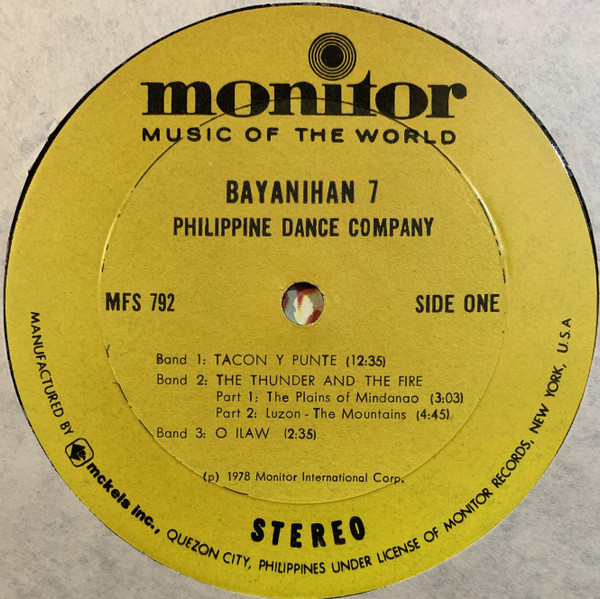 monitor
MUSIC OF THE WORLD
BAYANIHAN 7
PHILIPPINE DANCE COMPANY
MFS 792
SIDE ONE
Band 1: TACON Y PUNTE (12:35)
Band 2: THE THUNDER AND THE FIRE
Part 1: The Plains of Mindanao (3:03)
Part 2: Luzon - The Mountains (4:45)
Band 3: O ILAW (2:35)
(p) 1978 Monitor International Corp.
STEREO
MANUFACTURED BY mckels inc., QUEZON CITY, PHILIPPINES UNDER LICENSE OF MONITOR RECORDS, NEW YORK, U.S.A